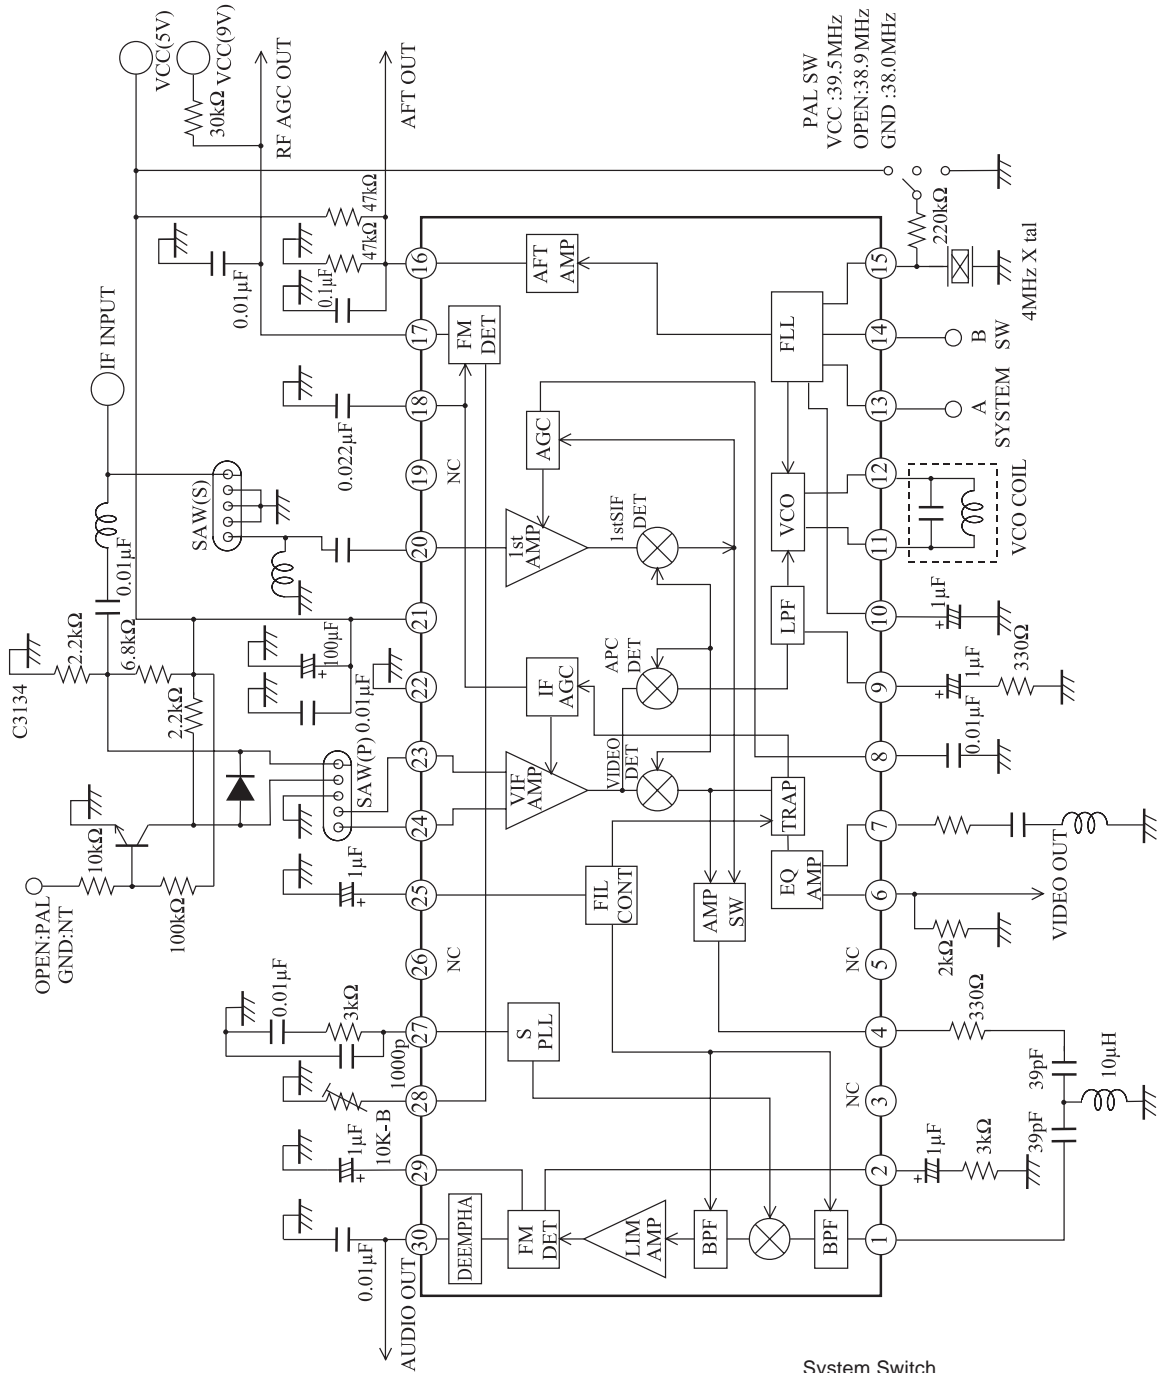 VCC(5V)
VCC(9V)
30kΩ
RF AGC OUT
AFT OUT
PAL SW
VCC :39.5MHz
OPEN:38.9MHz
GND :38.0MHz
47kΩ
47kΩ
0.1μF
0.01μF
220kΩ
4MHz X tal
IF INPUT
SAW(S)
0.022μF
NC
0.01μF
2.2kΩ
6.8kΩ
C3134
2.2kΩ
100μF
0.01μF
SAW(P)
10kΩ
100kΩ
OPEN:PAL
GND:NT
1μF
NC
0.01μF
3kΩ
1000p
10K-B
1μF
0.01μF
AUDIO OUT
16
17
18
19
20
21
22
23
24
25
26
27
28
29
30
AFT
AMP
FM
DET
AGC
1st
AMP
1stSIF
DET
IF
AGC
APC
DET
VIF
AMP
VIDEO
DET
FIL
CONT
S
PLL
DEEMPHA
FM
DET
LIM
AMP
BPF
BPF
AMP
SW
EQ
AMP
TRAP
LPF
VCO
FLL
15
14
13
12
11
10
9
8
7
6
5
4
3
2
1
B
A
SYSTEM SW
VCO COIL
1μF
1μF
330Ω
0.01μF
VIDEO OUT
2kΩ
NC
330Ω
NC
39pF
39pF
10μH
1μF
3kΩ
System Switch